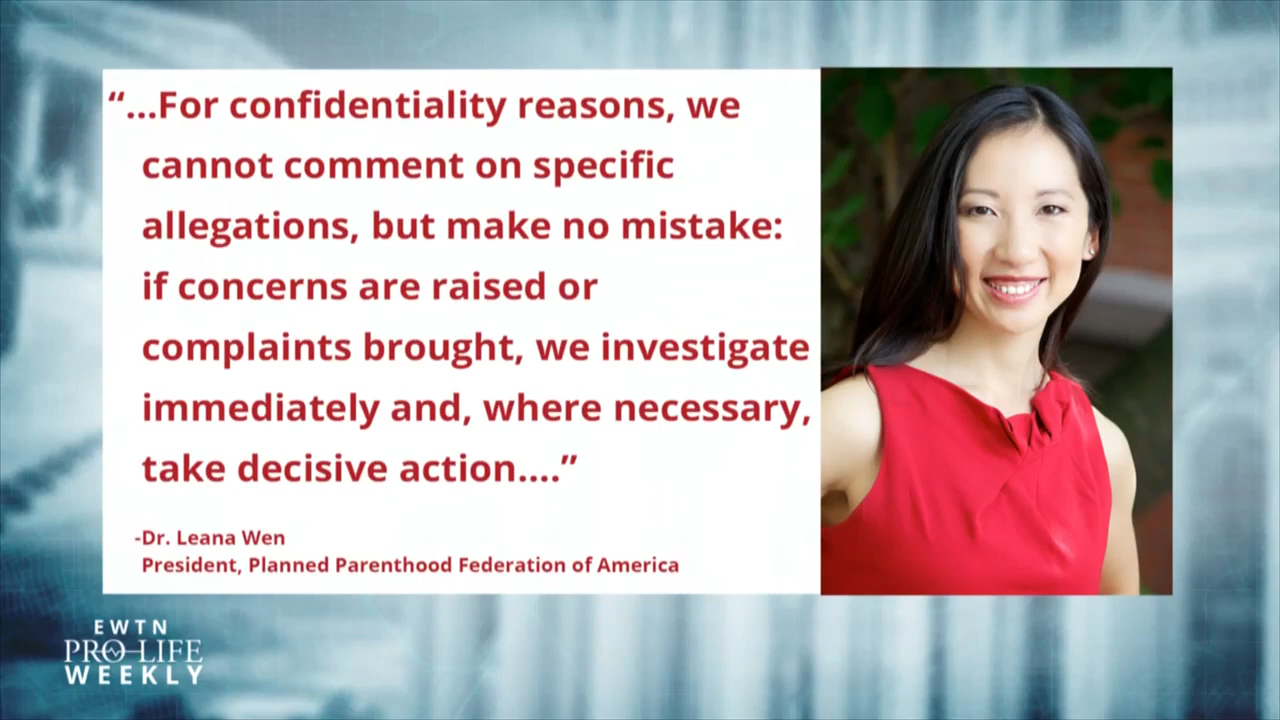 “...For confidentiality reasons, we
cannot comment on specific
allegations, but make no mistake:
if concerns are raised or
complaints brought, we investigate
immediately and, where necessary,
take decisive action....”
-Dr. Leana Wen
President, Planned Parenthood Federation of America
EWTN
PRO-LIFE
WEEKLY